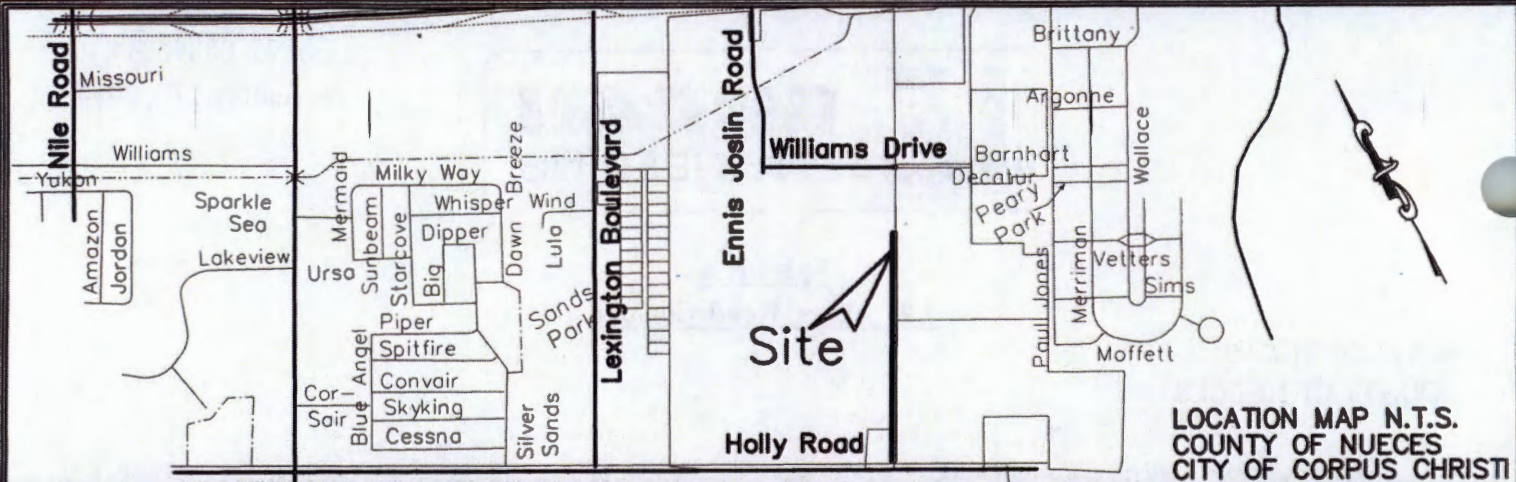 Nile Road
Missouri
Williams
Yukon
Amazon
Jordan
Sparkle
Sea
Lakeview
Mermaid
Ursa
Milky Way
Sunbeam
Starcove
Whisper
Dipper
Big
Dawn Breeze
Wind
Lula
Piper
Spitfire
Convair
Skyking
Cessna
Blue Angel
Cor-
Sair
Silver
Sands
Sands
Park
Lexington Boulevard
Ennis Joslin Road
Williams Drive
Site
Holly Road
Brittany
Argonne
Barnhart
Decatur
Peary
Park
Wallace
Vetters
Sims
Merriman
Paul Jones
Moffett
LOCATION MAP N.T.S.
COUNTY OF NUECES
CITY OF CORPUS CHRISTI